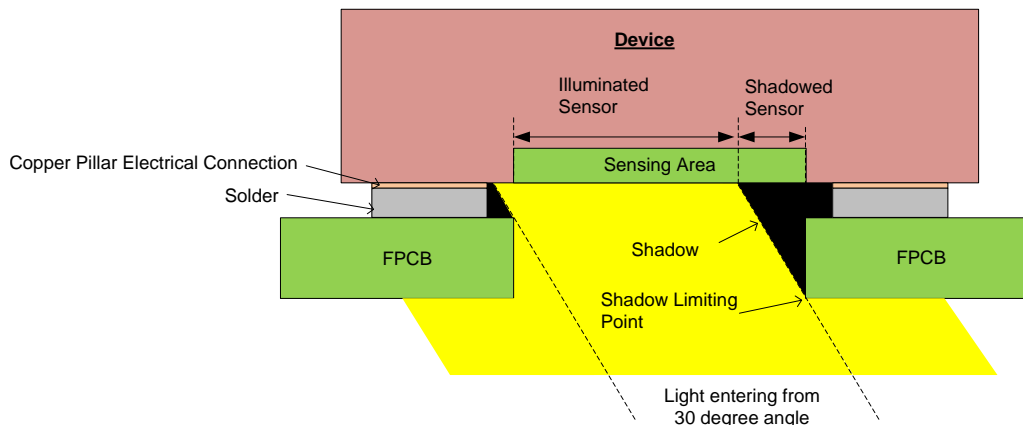 Device
Illuminated
Sensor
Shadowed
Sensor
Copper Pillar Electrical Connection
Sensing Area
Solder
FPCB
Shadow
FPCB
Shadow Limiting
Point
Light entering from
30 degree angle